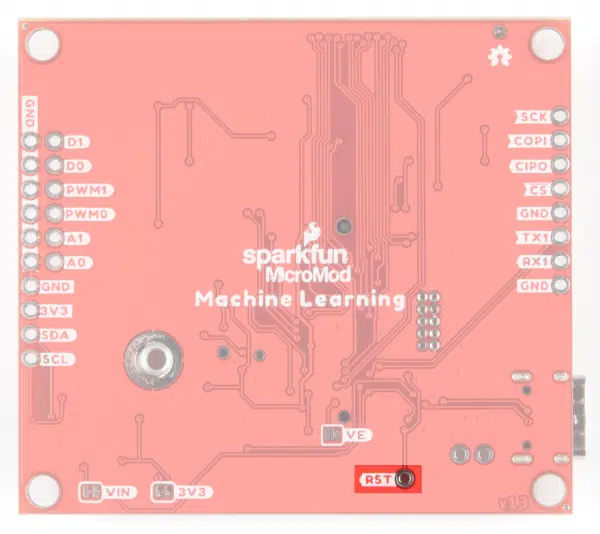 GND
D1
D0
PWM1
PWM0
A1
A0
GND
3V3
SDA
SCL
SCK
COPI
CIPO
CS
GND
TX1
RX1
GND
sparkfun
MicroMod
Machine Learning
VE
RST
VIN
3V3
v13